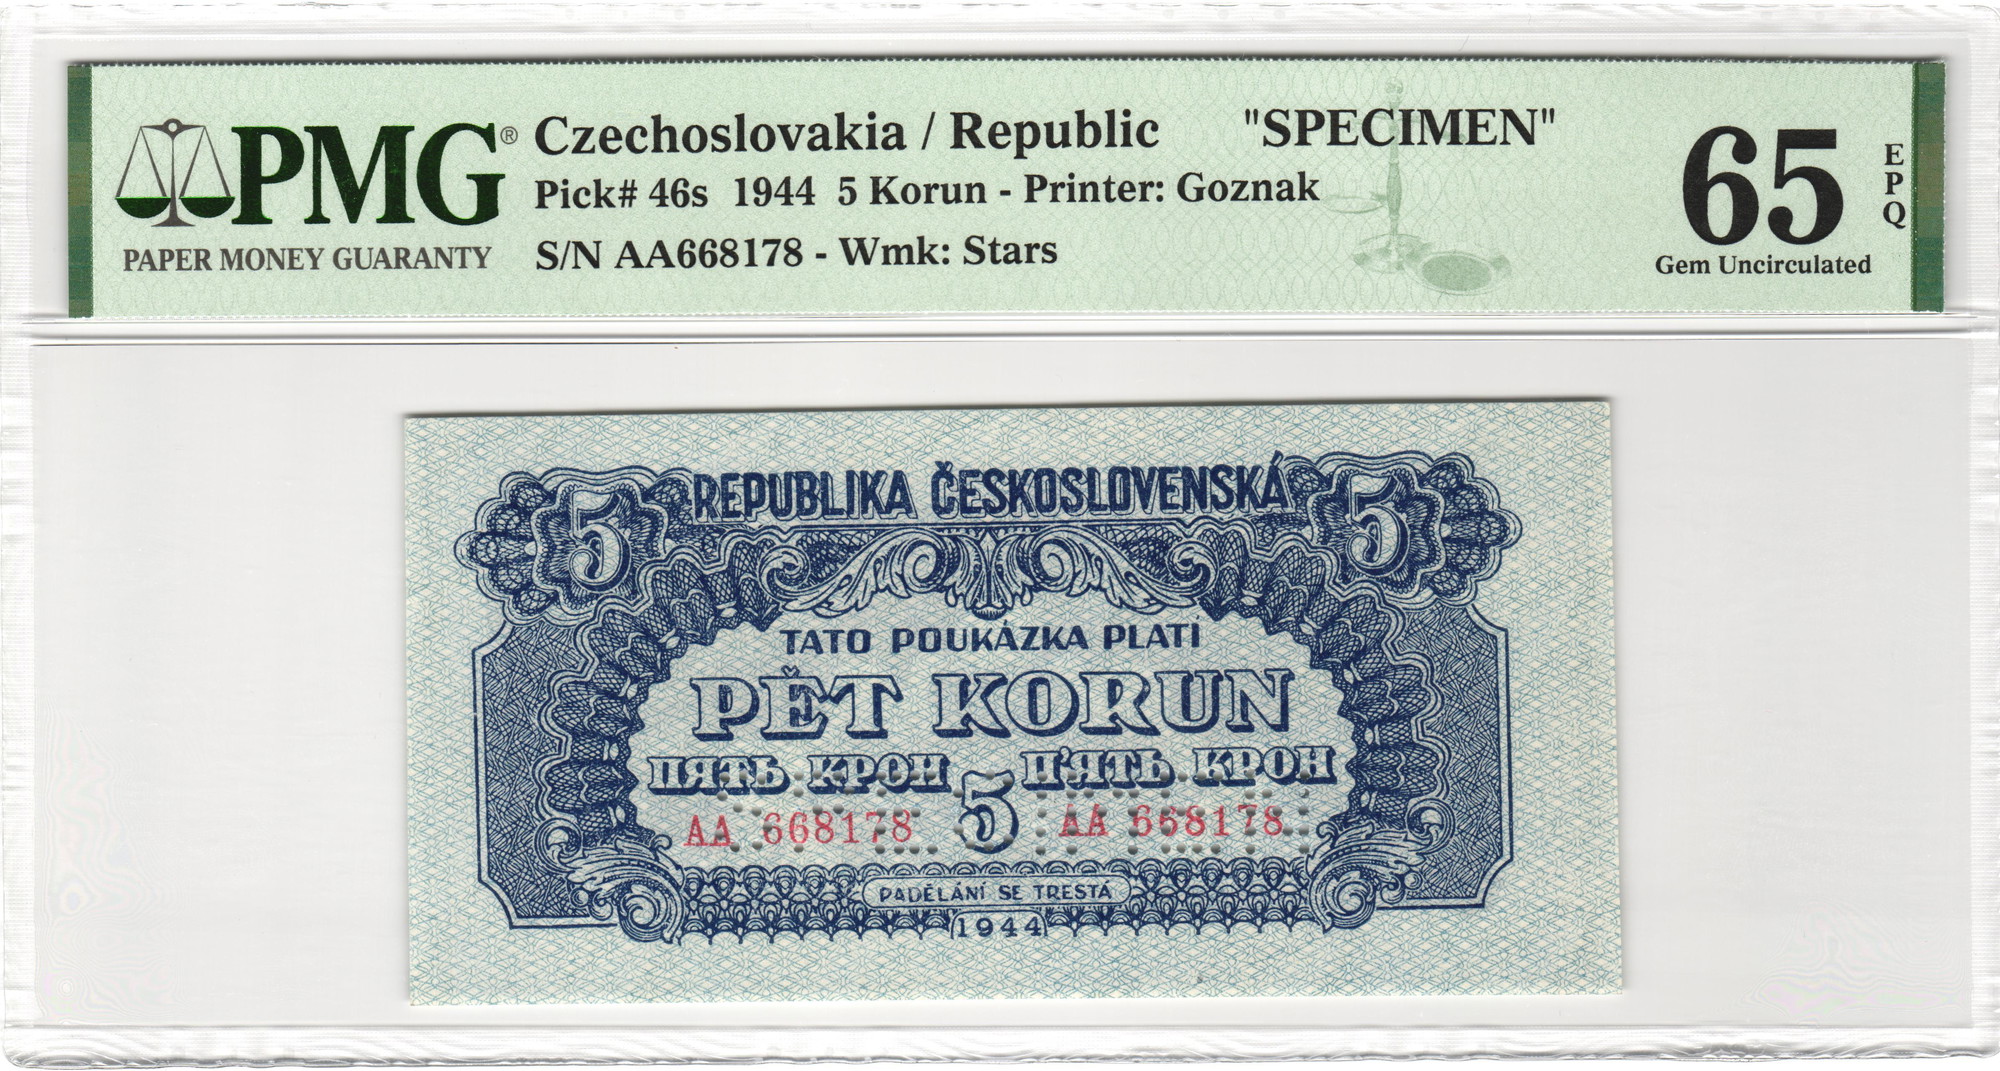 PMG®
PAPER MONEY GUARANTY
Czechoslovakia / Republic "SPECIMEN"
Pick# 46s 1944 5 Korun - Printer: Goznak
S/N AA668178 - Wmk: Stars
65
EPQ
Gem Uncirculated
5 REPUBLIKA ČESKOSLOVENSKÁ 5
TATO POUKÁZKA PLATÍ
PĚT KORUN
ПЯТЬ КРОН П'ЯТЬ КРОН
AA 668178 5 AA 668178
PADĚLÁNÍ SE TRESTÁ
1944